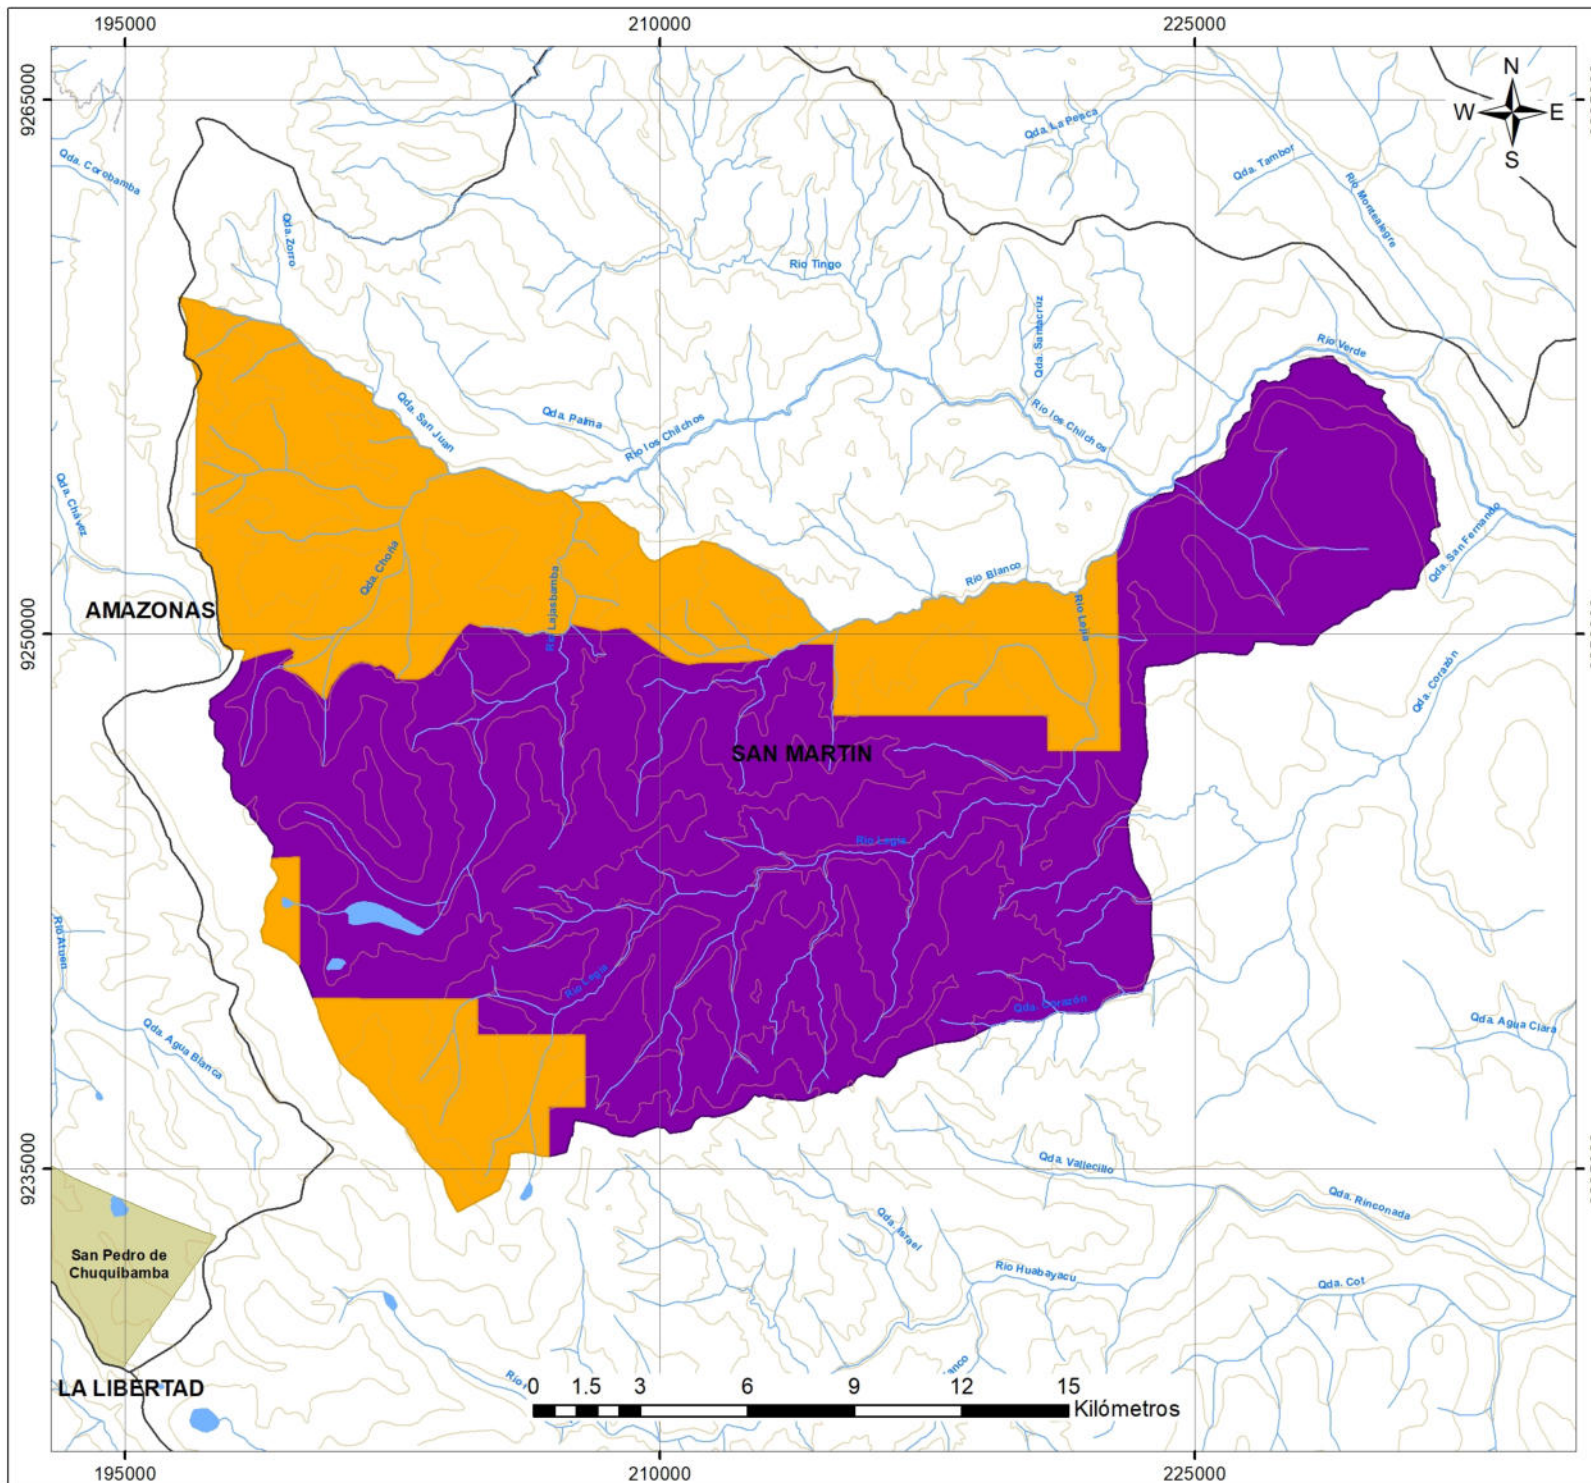 195000
210000
225000
9265000
N
W
E
S
Qda. La Pesca
Qda. Corobamba
Qda. Tambor
Rio Montealegre
Qda. Zorro
Rio Tingo
Qda. Santacruz
Rio Verde
Qda. San Juan
Qda. Palma
Rio los Chilchos
Rio los Chilchos
Qda. Chávez
Qda. San Fernando
Qda. Choña
Rio Blanco
Rio Lajasbamba
Rio Lejia
AMAZONAS
9250000
Qda. Corazón
SAN MARTIN
Rio Legia
Rio Atuen
Rio Legia
Qda. Corazón
Qda. Agua Clara
Qda. Agua Blanca
9235000
Qda. Vallecillo
Qda. Rinconada
Qda. Israel
San Pedro de
Chuquibamba
Rio Huabayacu
Qda. Cot
LA LIBERTAD
0 1.5 3 6 9 12 15
Kilómetros
195000
210000
225000